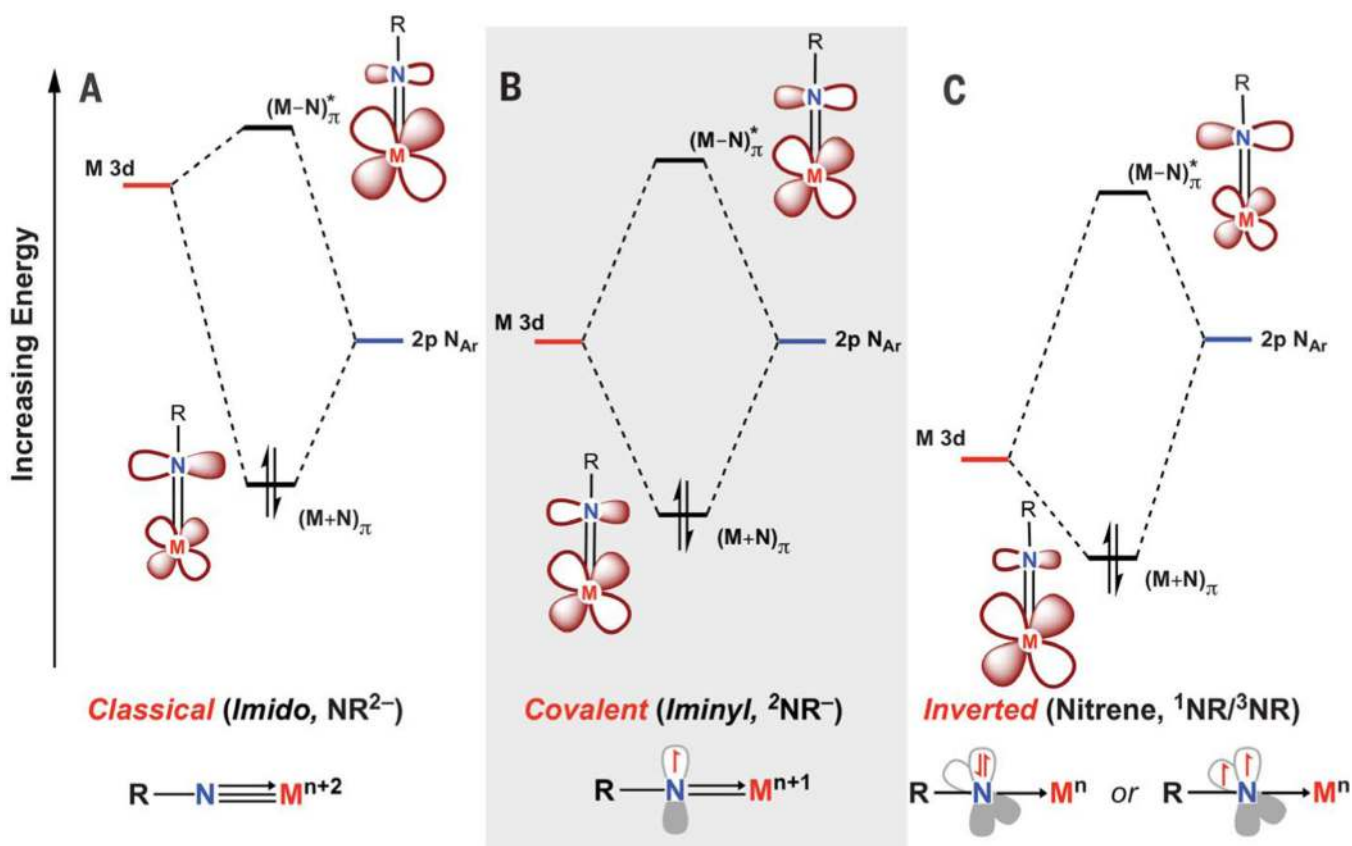 Increasing Energy
A
M 3d
(M−N)π*
R
N
M
2p NAr
R
N
M
(M+N)π
Classical (Imido, NR2−)
R N Mn+2
B
M 3d
(M−N)π*
R
N
M
2p NAr
R
N
M
(M+N)π
Covalent (Iminyl, 2NR−)
R N Mn+1
C
R
N
M
(M−N)π*
2p NAr
M 3d
R
N
M
(M+N)π
Inverted (Nitrene, 1NR/3NR)
R N Mn or R N Mn